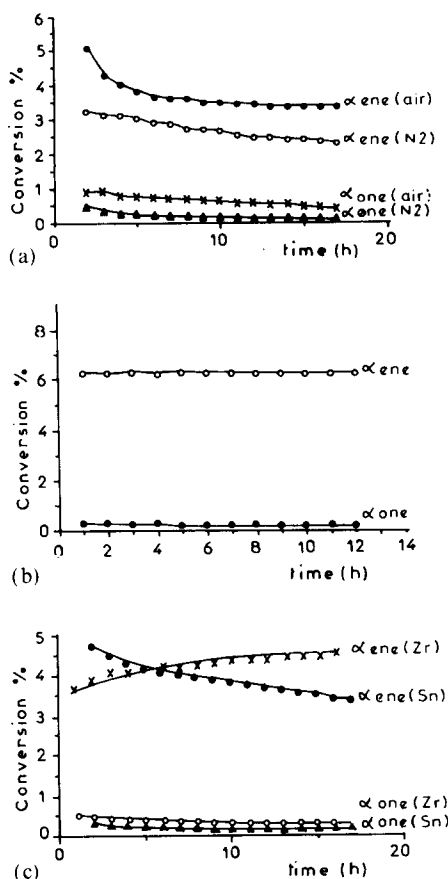 Conversion %
6
5
4
3
2
1
0
0
10
20
time (h)
α ene (air)
α ene (N2)
α one (air)
α one (N2)
(a)
Conversion %
8
6
4
2
0
0
2
4
6
8
10
12
14
time (h)
α ene
α one
(b)
Conversion %
5
4
3
2
1
0
0
10
20
time (h)
α ene (Zr)
α ene (Sn)
α one (Zr)
α one (Sn)
(c)